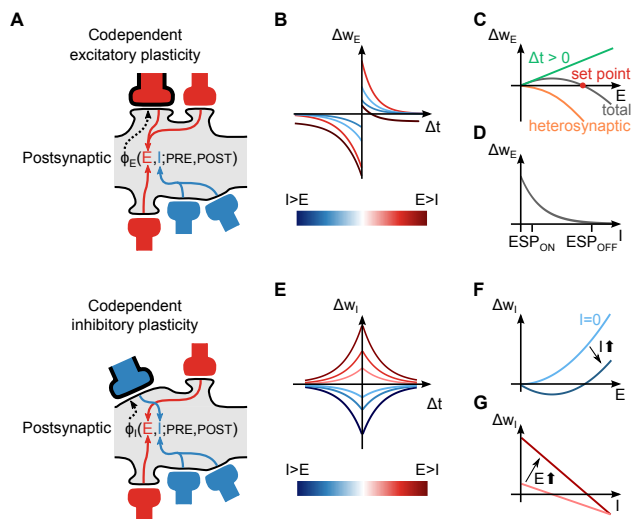 A
Codependent
excitatory plasticity
Postsynaptic
ϕE(E,I;PRE,POST)
B
ΔwE
Δt
I>E
E>I
C
ΔwE
Δt > 0
set point
E
total
heterosynaptic
D
ΔwE
I
ESPON
ESPOFF
Codependent
inhibitory plasticity
Postsynaptic
ϕI(E,I;PRE,POST)
E
ΔwI
Δt
I>E
E>I
F
ΔwI
I=0
I⬆
E
G
ΔwI
E⬆
I